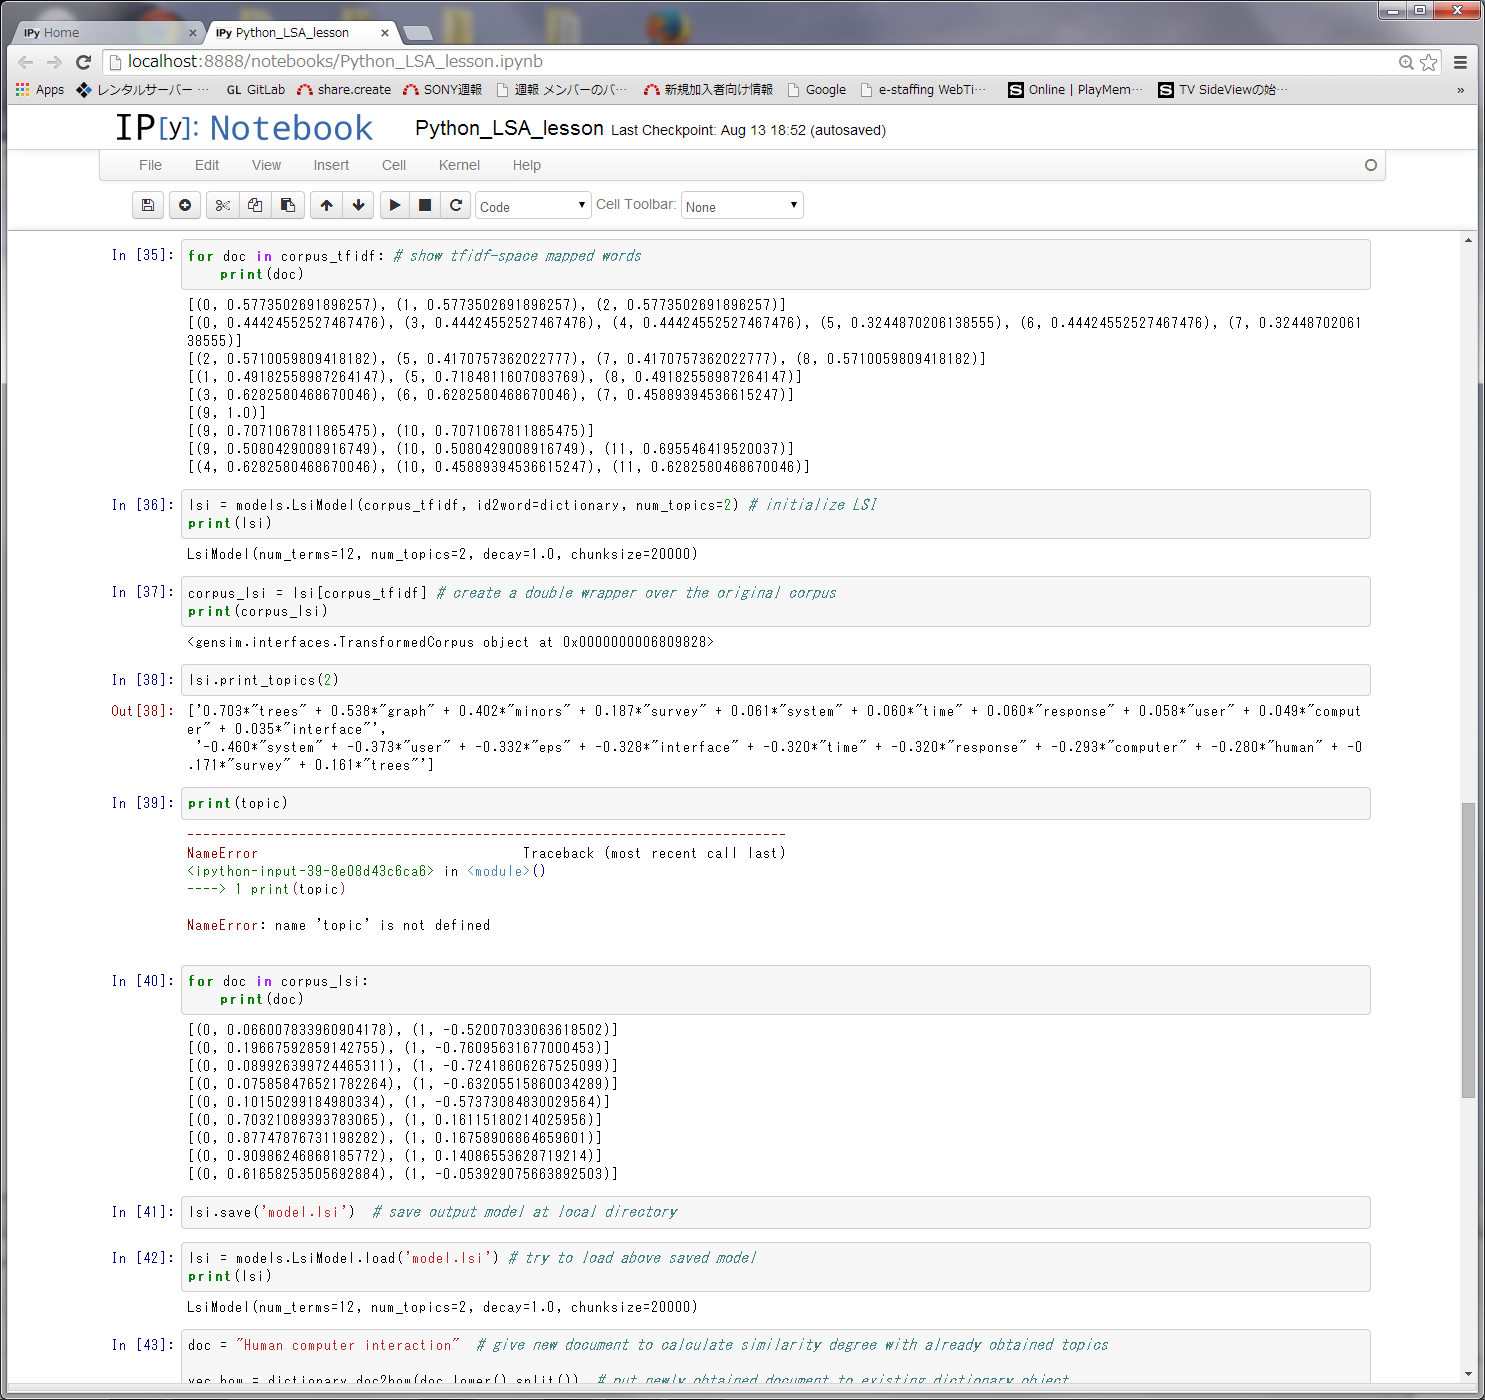 IPy Home
IPy Python_LSA_lesson
localhost:8888/notebooks/Python_LSA_lesson.ipynb
Apps レンタルサーバー ... GL GitLab share.create SONY週報 週報 メンバーのバ... 新規加入者向け情報 Google e-staffing WebTi... Online | PlayMem... TV SideViewの始... »
IP[y]: Notebook Python_LSA_lesson Last Checkpoint: Aug 13 18:52 (autosaved)
File Edit View Insert Cell Kernel Help
Code Cell Toolbar: None
In [35]: for doc in corpus_tfidf: # show tfidf-space mapped words
print(doc)
[(0, 0.5773502691896257), (1, 0.5773502691896257), (2, 0.5773502691896257)]
[(0, 0.44424552527467476), (3, 0.44424552527467476), (4, 0.44424552527467476), (5, 0.3244870206138555), (6, 0.44424552527467476), (7, 0.3244870206
138555)]
[(2, 0.5710059809418182), (5, 0.4170757362022777), (7, 0.4170757362022777), (8, 0.5710059809418182)]
[(1, 0.49182558987264147), (5, 0.7184811607083769), (8, 0.49182558987264147)]
[(3, 0.6282580468670046), (6, 0.6282580468670046), (7, 0.45889394536615247)]
[(9, 1.0)]
[(9, 0.7071067811865475), (10, 0.7071067811865475)]
[(9, 0.5080429008916749), (10, 0.5080429008916749), (11, 0.695546419520037)]
[(4, 0.6282580468670046), (10, 0.45889394536615247), (11, 0.6282580468670046)]
In [36]: lsi = models.LsiModel(corpus_tfidf, id2word=dictionary, num_topics=2) # initialize LSI
print(lsi)
LsiModel(num_terms=12, num_topics=2, decay=1.0, chunksize=20000)
In [37]: corpus_lsi = lsi[corpus_tfidf] # create a double wrapper over the original corpus
print(corpus_lsi)
<gensim.interfaces.TransformedCorpus object at 0x0000000006809828>
In [38]: lsi.print_topics(2)
Out[38]: ['0.703*"trees" + 0.538*"graph" + 0.402*"minors" + 0.187*"survey" + 0.061*"system" + 0.060*"time" + 0.060*"response" + 0.058*"user" + 0.049*"comput
er" + 0.035*"interface"',
'-0.460*"system" + -0.373*"user" + -0.332*"eps" + -0.328*"interface" + -0.320*"time" + -0.320*"response" + -0.293*"computer" + -0.280*"human" + -0
.171*"survey" + 0.161*"trees"']
In [39]: print(topic)
---------------------------------------------------------------------------
NameError Traceback (most recent call last)
<ipython-input-39-8e08d43c6ca6> in <module>()
----> 1 print(topic)
NameError: name 'topic' is not defined
In [40]: for doc in corpus_lsi:
print(doc)
[(0, 0.066007833960904178), (1, -0.52007033063618502)]
[(0, 0.19667592859142755), (1, -0.76095631677000453)]
[(0, 0.089926399724465311), (1, -0.72418606267525099)]
[(0, 0.075858476521782264), (1, -0.63205515860034289)]
[(0, 0.10150299184980334), (1, -0.57373084830029564)]
[(0, 0.70321089393783065), (1, 0.16115180214025956)]
[(0, 0.87747876731198282), (1, 0.16758906864659601)]
[(0, 0.90986246868185772), (1, 0.14086553628719214)]
[(0, 0.61658253505692884), (1, -0.053929075663892503)]
In [41]: lsi.save('model.lsi') # save output model at local directory
In [42]: lsi = models.LsiModel.load('model.lsi') # try to load above saved model
print(lsi)
LsiModel(num_terms=12, num_topics=2, decay=1.0, chunksize=20000)
In [43]: doc = "Human computer interaction" # give new document to calculate similarity degree with already obtained topics
vec_bow = dictionary.doc2bow(doc.lower().split()) # put newly obtained document to existing dictionary object